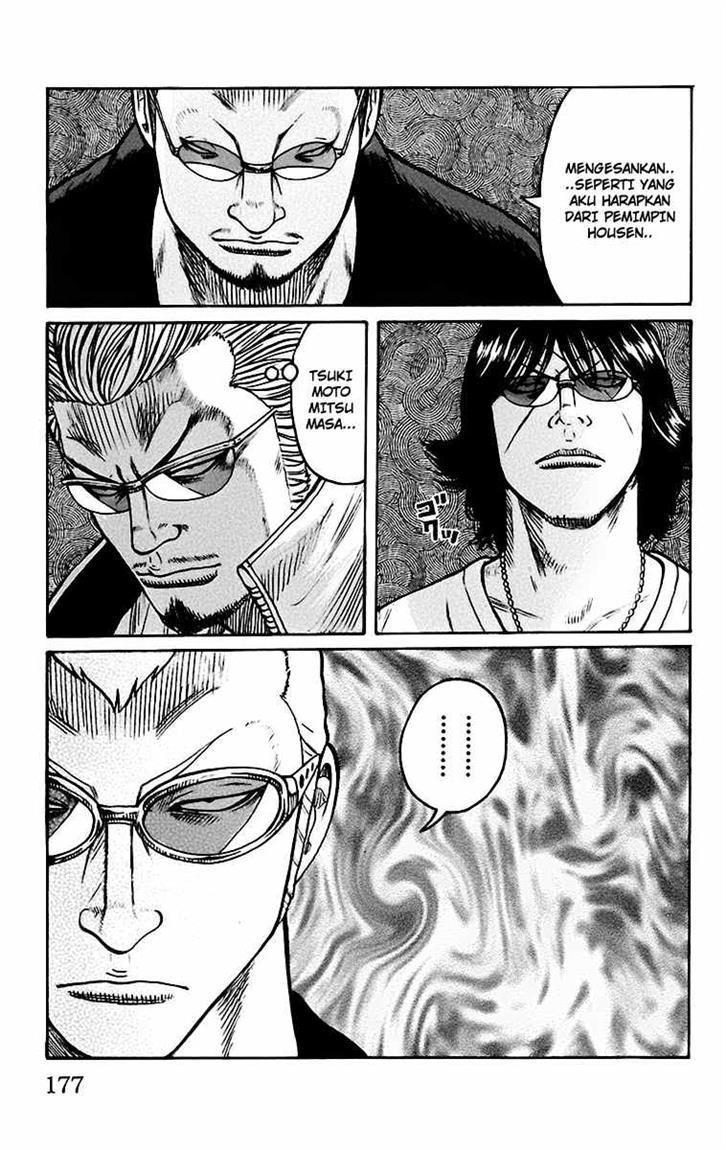 MENGESANKAN..
..SEPERTI YANG
AKU HARAPKAN
DARI PEMIMPIN
HOUSEN..
TSUKI
MOTO
MITSU
MASA...
ゴクッ
........
........
177